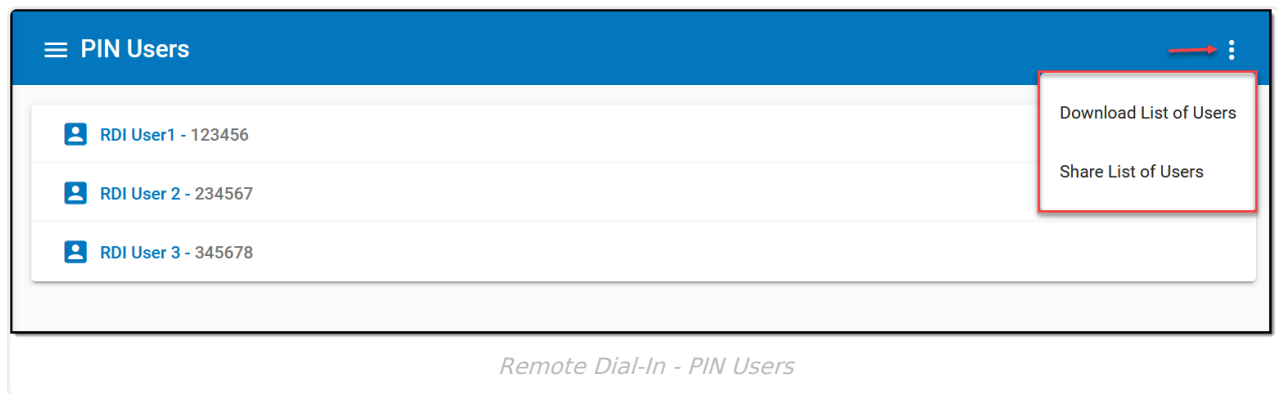 PIN Users
Download List of Users
RDI User1 - 123456
Share List of Users
RDI User 2 - 234567
RDI User 3 - 345678
Remote Dial-In - PIN Users